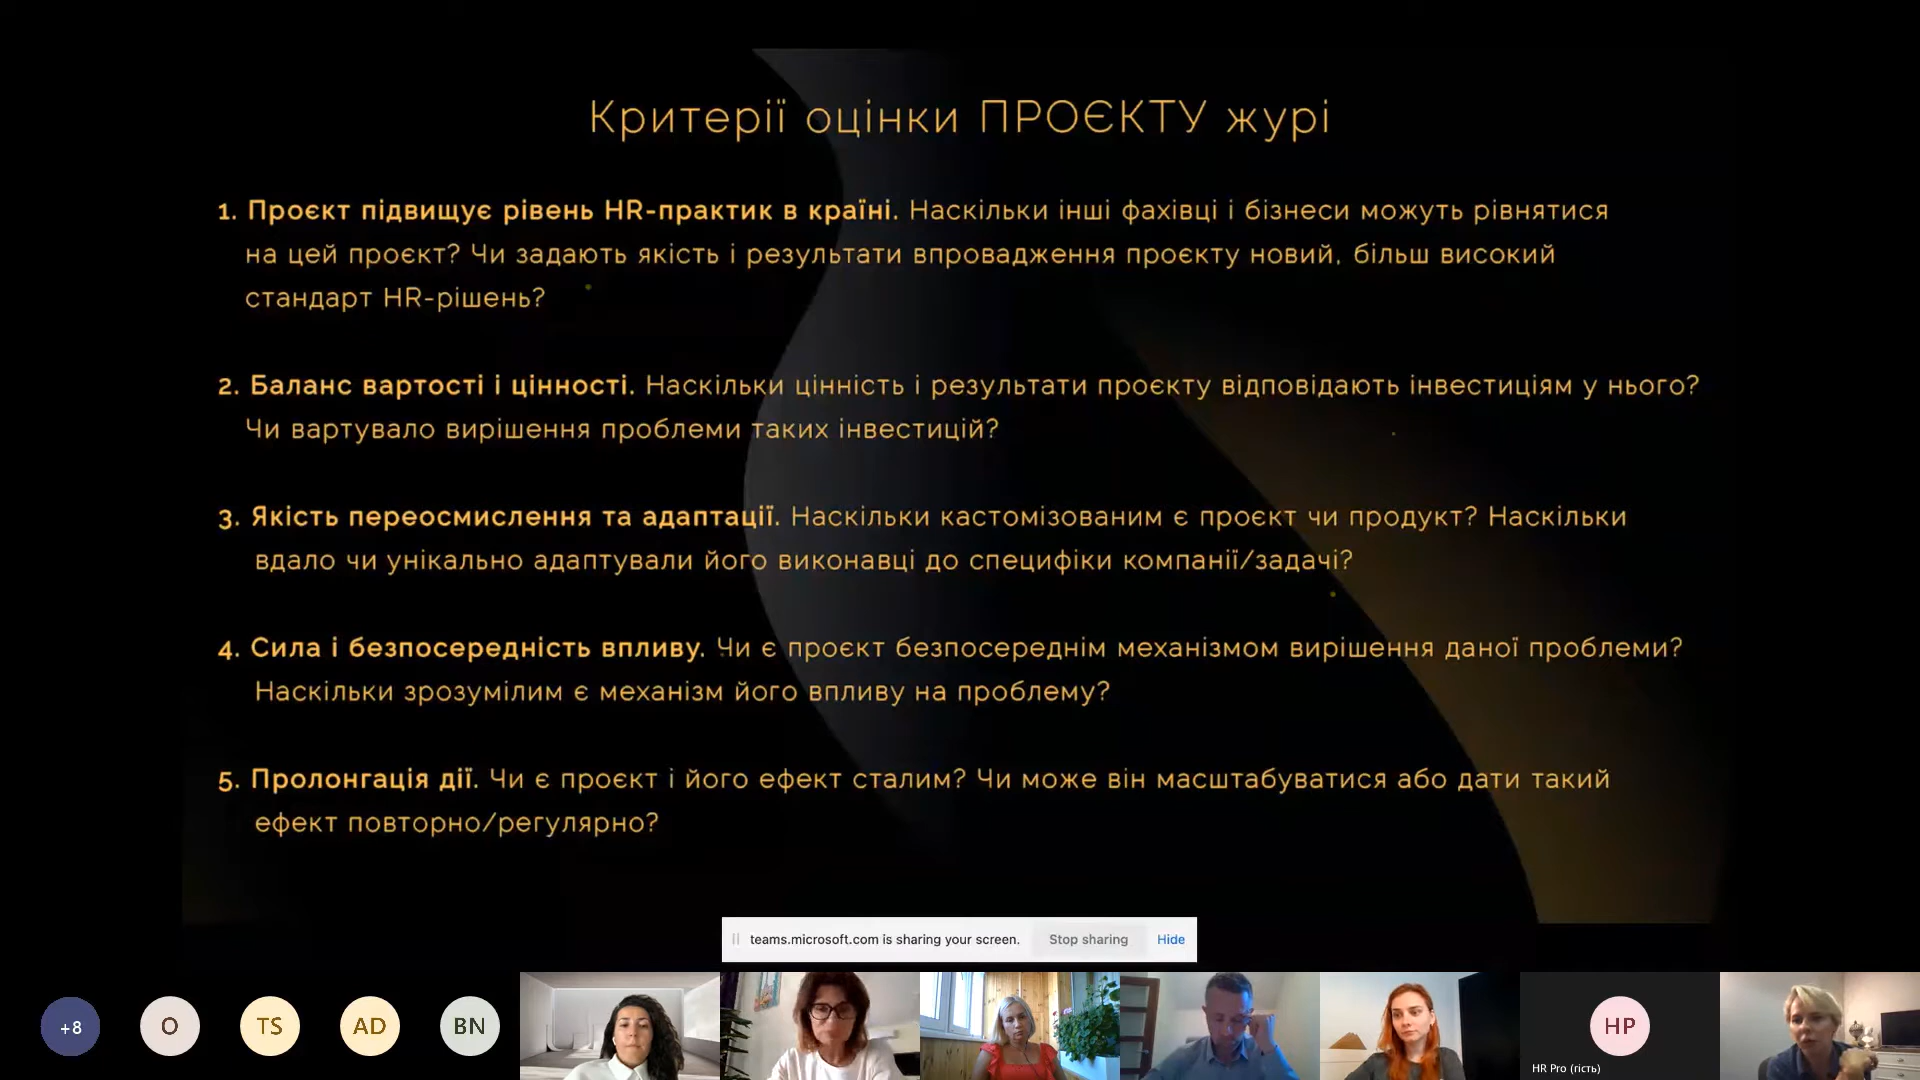 Критерії оцінки ПРОЄКТУ журі
1. Проєкт підвищує рівень HR-практик в країні. Наскільки інші фахівці і бізнеси можуть рівнятися
на цей проєкт? Чи задають якість і результати впровадження проєкту новий, більш високий
стандарт HR-рішень?
2. Баланс вартості і цінності. Наскільки цінність і результати проєкту відповідають інвестиціям у нього?
Чи вартувало вирішення проблеми таких інвестицій?
3. Якість переосмислення та адаптації. Наскільки кастомізованим є проєкт чи продукт? Наскільки
вдало чи унікально адаптували його виконавці до специфіки компанії/задачі?
4. Сила і безпосередність впливу. Чи є проєкт безпосереднім механізмом вирішення даної проблеми?
Наскільки зрозумілим є механізм його впливу на проблему?
5. Пролонгація дії. Чи є проєкт і його ефект сталим? Чи може він масштабуватися або дати такий
ефект повторно/регулярно?
teams.microsoft.com is sharing your screen. Stop sharing Hide
+8 O TS AD BN HP
HR Pro (гість)